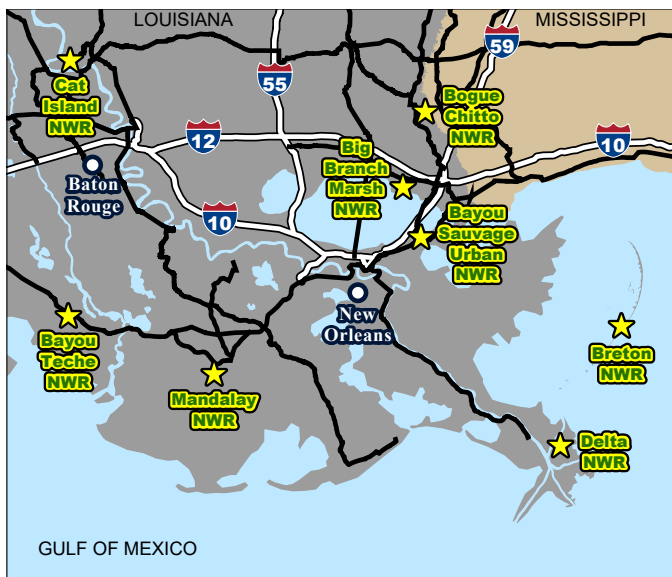 LOUISIANA
MISSISSIPPI
59
55
Cat
Island
NWR
Bogue
Chitto
NWR
12
10
Big
Branch
Marsh
NWR
Baton
Rouge
10
Bayou
Sauvage
Urban
NWR
New
Orleans
Bayou
Teche
NWR
Breton
NWR
Mandalay
NWR
Delta
NWR
GULF OF MEXICO